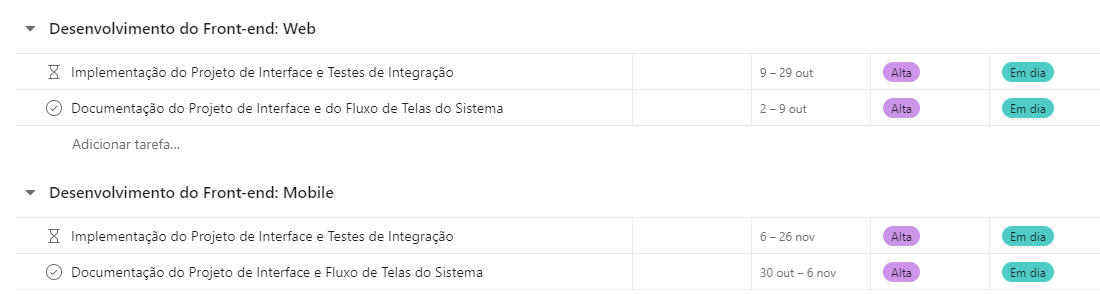 Desenvolvimento do Front-end: Web
Implementação do Projeto de Interface e Testes de Integração 9 – 29 out Alta Em dia
Documentação do Projeto de Interface e do Fluxo de Telas do Sistema 2 – 9 out Alta Em dia
Adicionar tarefa...
Desenvolvimento do Front-end: Mobile
Implementação do Projeto de Interface e Testes de Integração 6 – 26 nov Alta Em dia
Documentação do Projeto de Interface e Fluxo de Telas do Sistema 30 out – 6 nov Alta Em dia